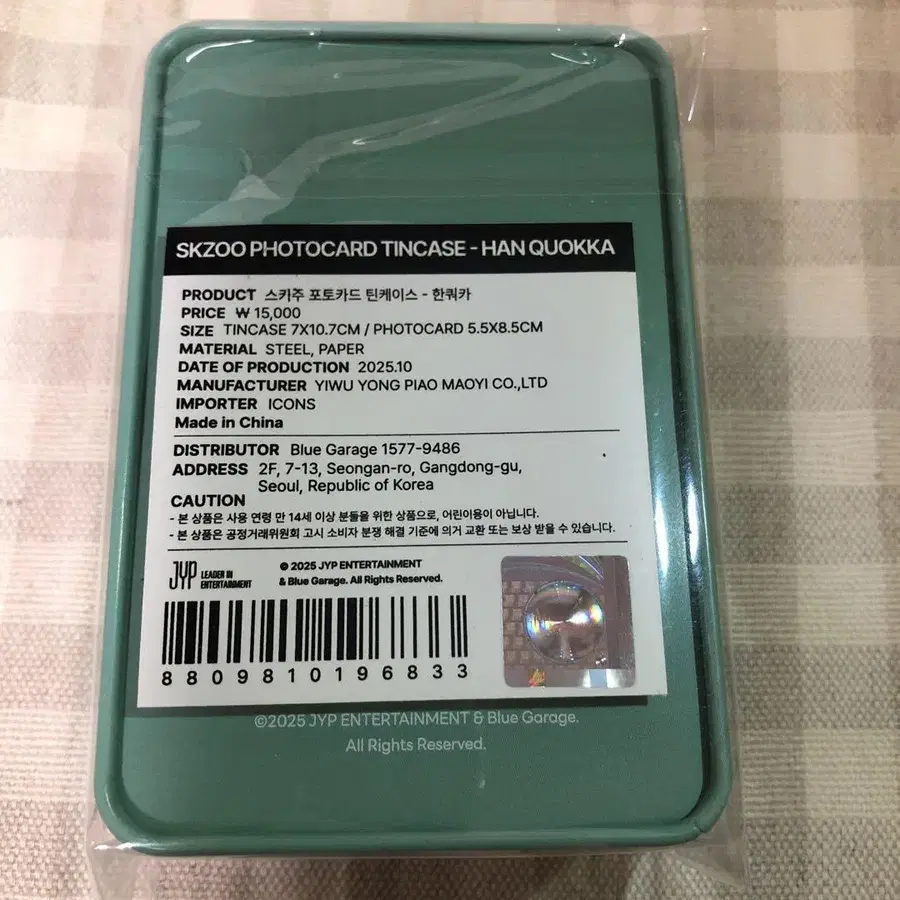 SKZOO PHOTOCARD TINCASE - HAN QUOKKA
PRODUCT 스키주 포토카드 틴케이스 - 한쿼카
PRICE ₩ 15,000
SIZE TINCASE 7X10.7CM / PHOTOCARD 5.5X8.5CM
MATERIAL STEEL, PAPER
DATE OF PRODUCTION 2025.10
MANUFACTURER YIWU YONG PIAO MAOYI CO.,LTD
IMPORTER ICONS
Made in China
DISTRIBUTOR Blue Garage 1577-9486
ADDRESS 2F, 7-13, Seongan-ro, Gangdong-gu,
Seoul, Republic of Korea
CAUTION
- 본 상품은 사용 연령 만 14세 이상 분들을 위한 상품으로, 어린이용이 아닙니다.
- 본 상품은 공정거래위원회 고시 소비자 분쟁 해결 기준에 의거 교환 또는 보상 받을 수 있습니다.
JYP LEADER IN
ENTERTAINMENT
© 2025 JYP ENTERTAINMENT
& Blue Garage. All Rights Reserved.
8809810196833
©2025 JYP ENTERTAINMENT & Blue Garage.
All Rights Reserved.